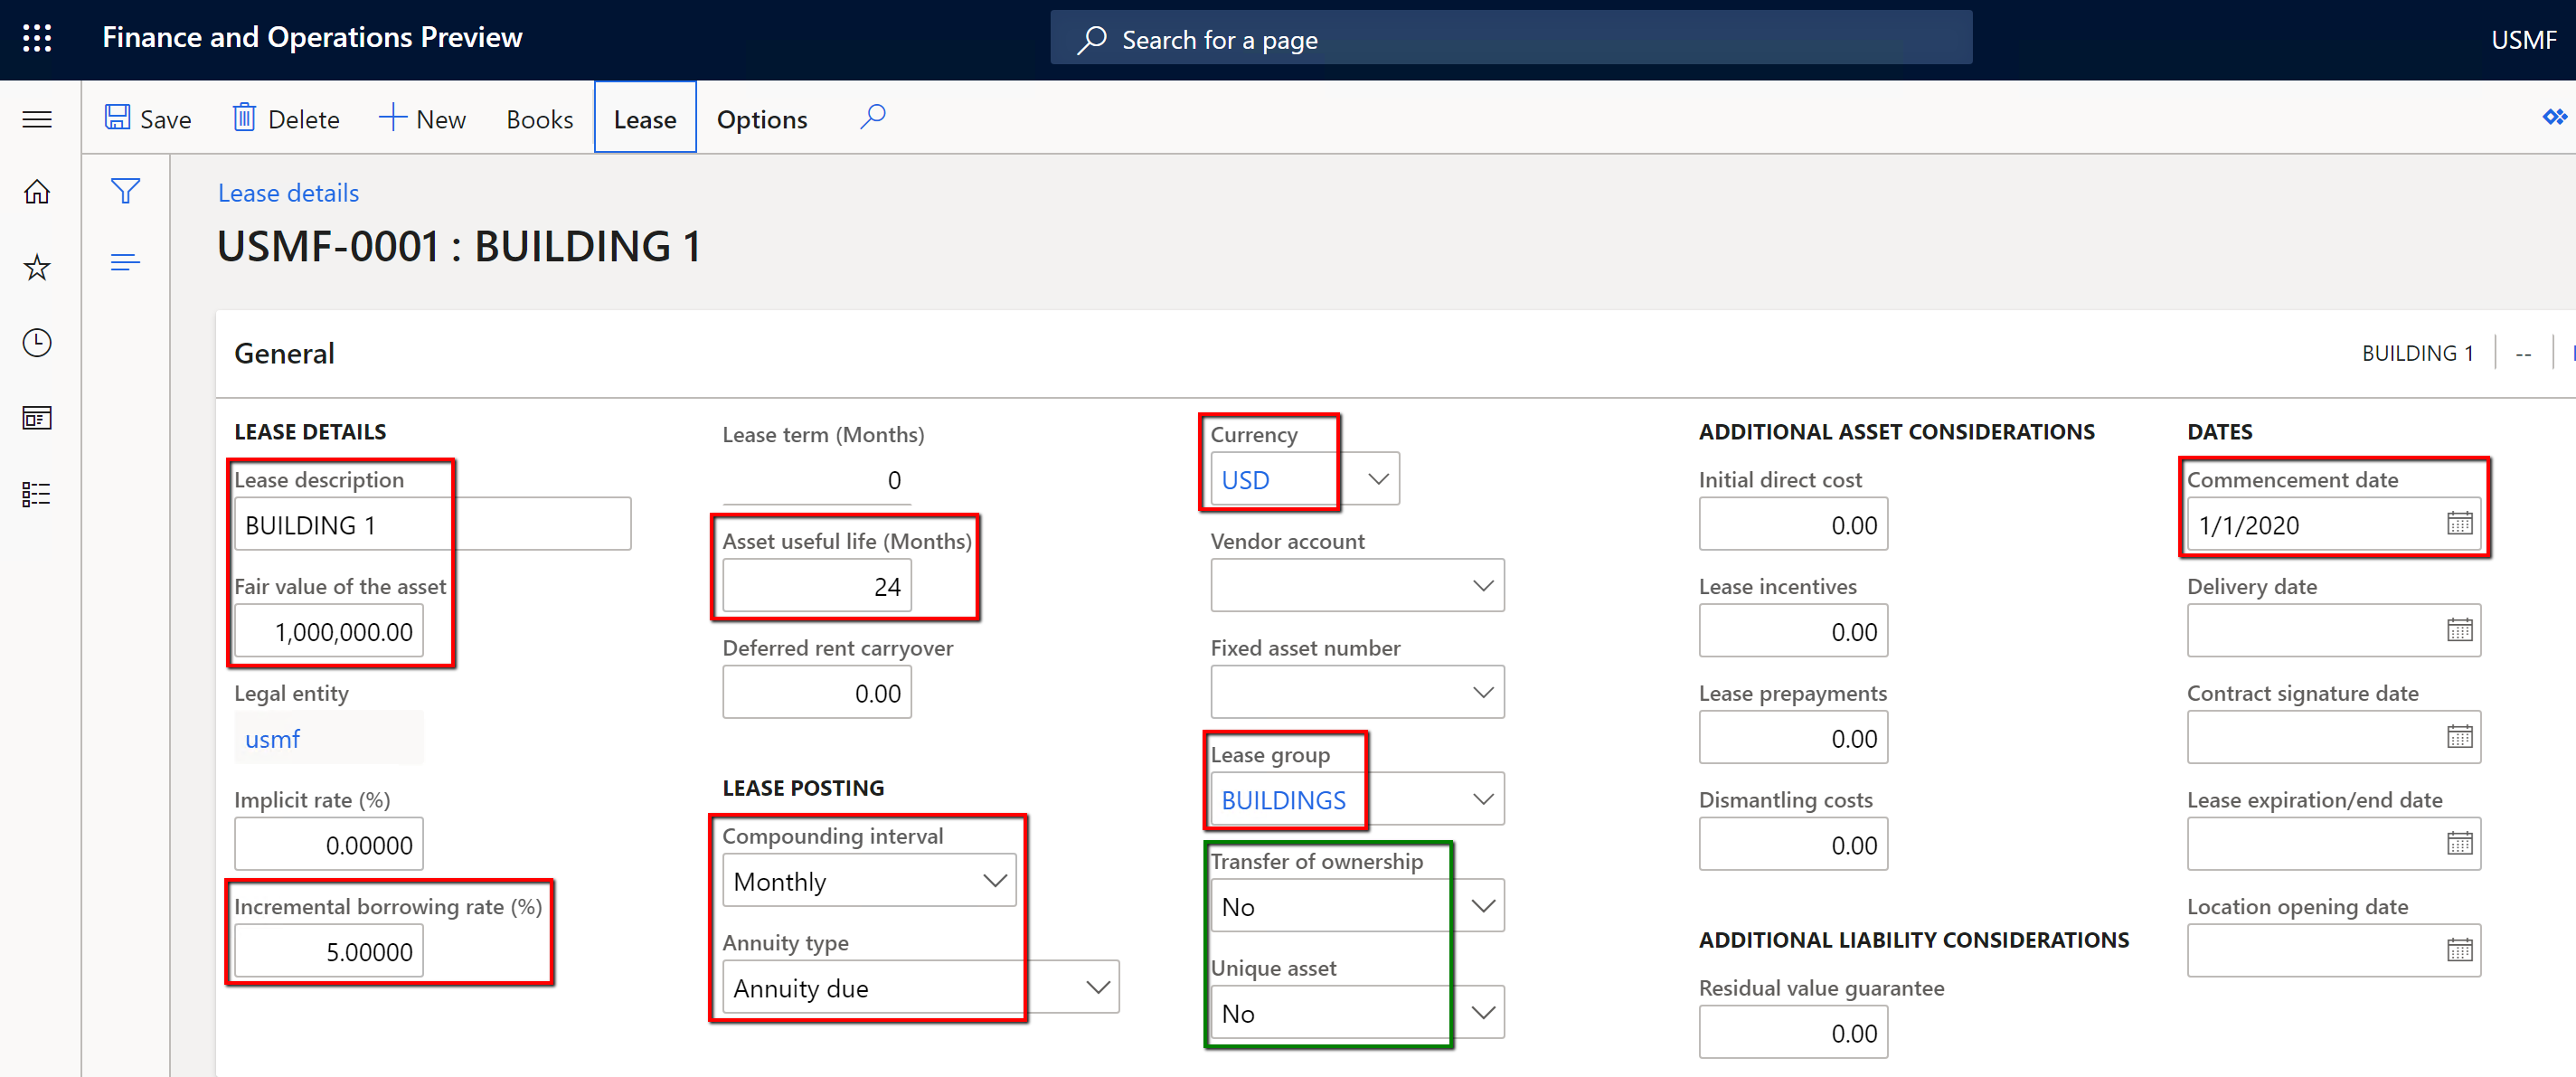 Finance and Operations Preview
Search for a page
USMF
Save
Delete
New
Books
Lease
Options
Lease details
USMF-0001 : BUILDING 1
General
BUILDING 1
--
LEASE DETAILS
Lease description
BUILDING 1
Fair value of the asset
1,000,000.00
Legal entity
usmf
Implicit rate (%)
0.00000
Incremental borrowing rate (%)
5.00000
Lease term (Months)
0
Asset useful life (Months)
24
Deferred rent carryover
0.00
LEASE POSTING
Compounding interval
Monthly
Annuity type
Annuity due
Currency
USD
Vendor account
Fixed asset number
Lease group
BUILDINGS
Transfer of ownership
No
Unique asset
No
ADDITIONAL ASSET CONSIDERATIONS
Initial direct cost
0.00
Lease incentives
0.00
Lease prepayments
0.00
Dismantling costs
0.00
ADDITIONAL LIABILITY CONSIDERATIONS
Residual value guarantee
0.00
DATES
Commencement date
1/1/2020
Delivery date
Contract signature date
Lease expiration/end date
Location opening date